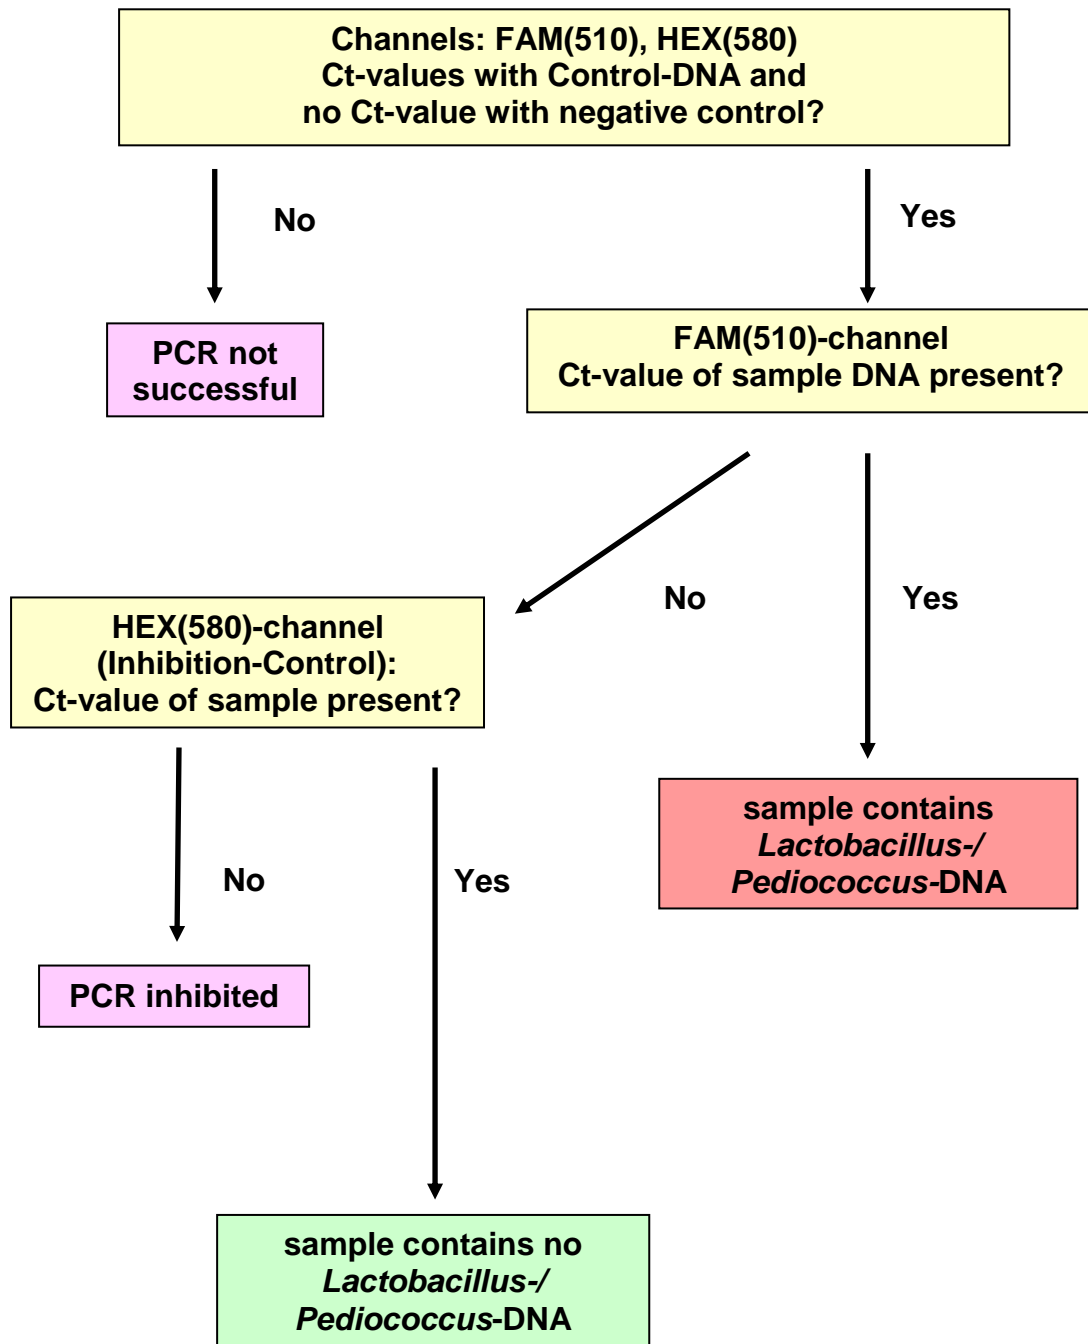 Channels: FAM(510), HEX(580)
Ct-values with Control-DNA and
no Ct-value with negative control?
No
Yes
PCR not
successful
FAM(510)-channel
Ct-value of sample DNA present?
No
Yes
HEX(580)-channel
(Inhibition-Control):
Ct-value of sample present?
sample contains
Lactobacillus-/
Pediococcus-DNA
No
Yes
PCR inhibited
sample contains no
Lactobacillus-/
Pediococcus-DNA